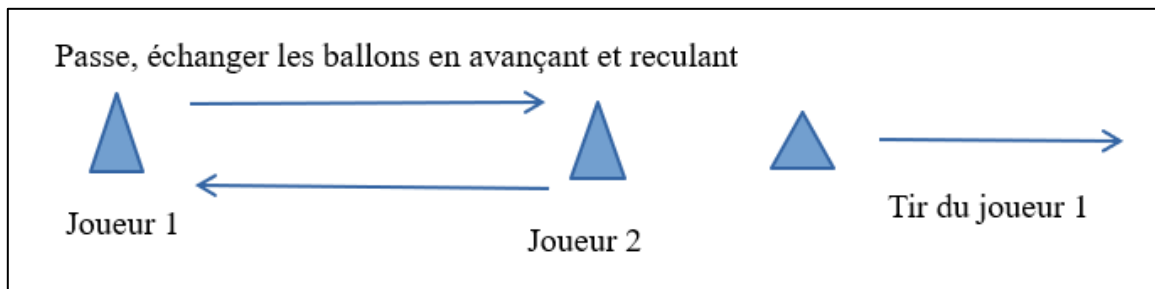 Passe, échanger les ballons en avançant et reculant
Joueur 1
Joueur 2
Tir du joueur 1